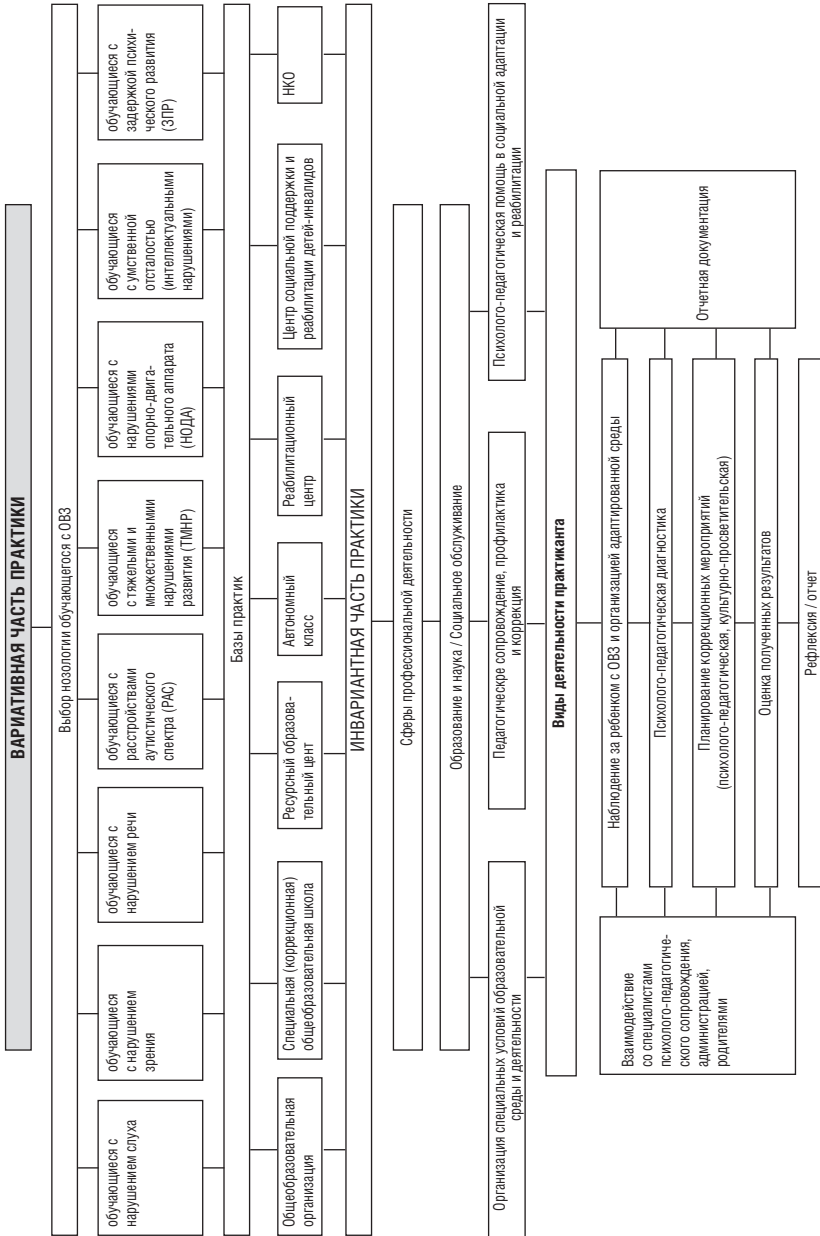 ВАРИАТИВНАЯ ЧАСТЬ ПРАКТИКИ
Выбор нозологии обучающегося с ОВЗ
обучающиеся с
нарушением слуха
обучающиеся
с нарушением
зрения
обучающиеся с
нарушением речи
обучающиеся с
расстройствами
аутистического
спектра (РАС)
обучающиеся
с тяжелыми и
множественнымии
нарушениями
развития (ТМНР)
обучающиеся с
нарушениями
опорно-двига-
тельного аппарата
(НОДА)
обучающиеся
с умственной
отсталостью
(интеллектуальными
нарушениями)
обучающиеся с
задержкой психи-
ческого развития
(ЗПР)
Базы практик
Общеобразовательная
организация
Специальная (коррекционная)
общеобразовательная школа
Ресурсный образова-
тельный цент
Автономный
класс
Реабилитационный
центр
Центр социальной поддержки и
реабилитации детей-инвалидов
НКО
ИНВАРИАНТНАЯ ЧАСТЬ ПРАКТИКИ
Сферы профессиональной деятельности
Образование и наука / Социальное обслуживание
Организация специальных условий образовательной
среды и деятельности
Педагогическре сопровождение, профилактика
и коррекция
Психолого-педагогическая помощь в социальной адаптации
и реабилитации
Виды деятельности практиканта
Взаимодействие
со специалистами
психолого-педагогиче-
ского сопровождения,
администрацией,
родителями
Наблюдение за ребенком с ОВЗ и организацией адаптированной среды
Психолого-педагогическая диагностика
Планирование коррекционных мероприятий
(психолого-педагогическая, культурно-просветительская)
Оценка полученных результатов
Отчетная документация
Рефлексия / отчет